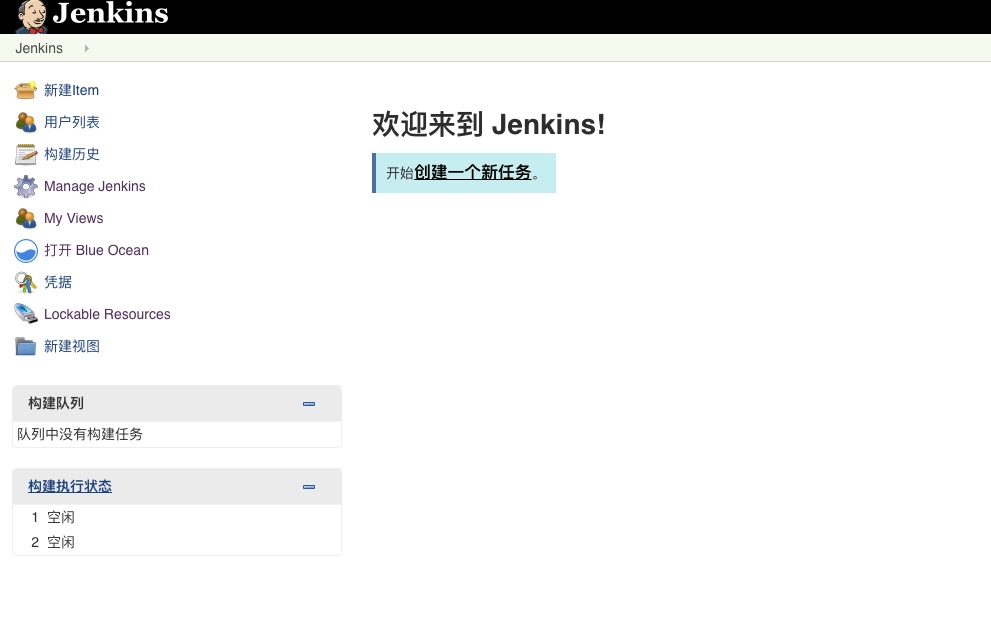 Jenkins
Jenkins
新建Item
用户列表
构建历史
Manage Jenkins
My Views
打开 Blue Ocean
凭据
Lockable Resources
新建视图
构建队列
队列中没有构建任务
构建执行状态
1 空闲
2 空闲
欢迎来到 Jenkins!
开始创建一个新任务。